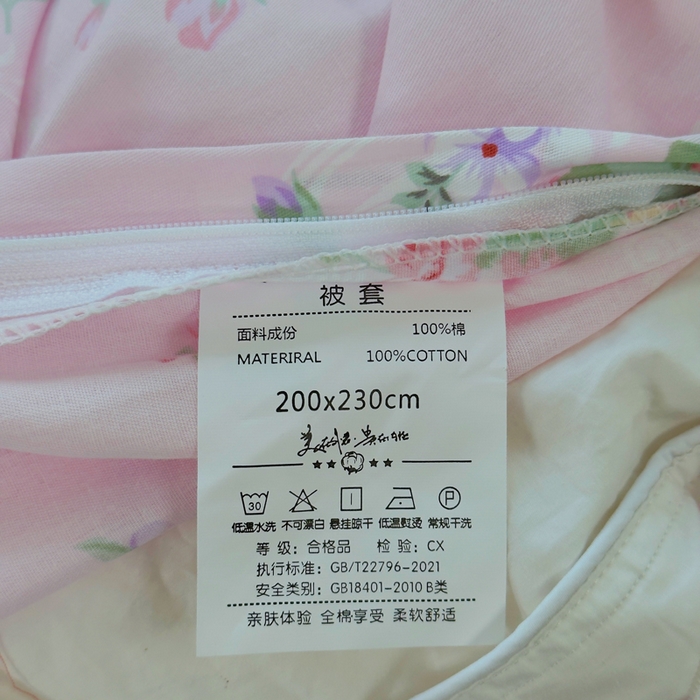 被套
面料成份 100%棉
MATERIRAL 100%COTTON
200x230cm
30 P
低温水洗 不可漂白 悬挂晾干 低温熨烫 常规干洗
等 级：合格品 检 验：CX
执行标准：GB/T22796-2021
安全类别：GB18401-2010 B类
亲肤体验 全棉享受 柔软舒适